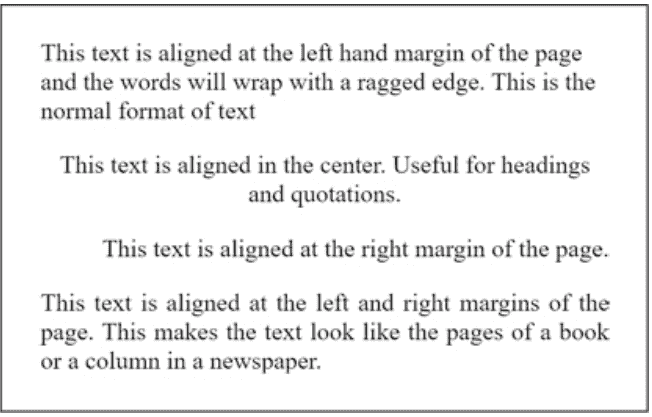 This text is aligned at the left hand margin of the page
and the words will wrap with a ragged edge. This is the
normal format of text
This text is aligned in the center. Useful for headings
and quotations.
This text is aligned at the right margin of the page.
This text is aligned at the left and right margins of the
page. This makes the text look like the pages of a book
or a column in a newspaper.